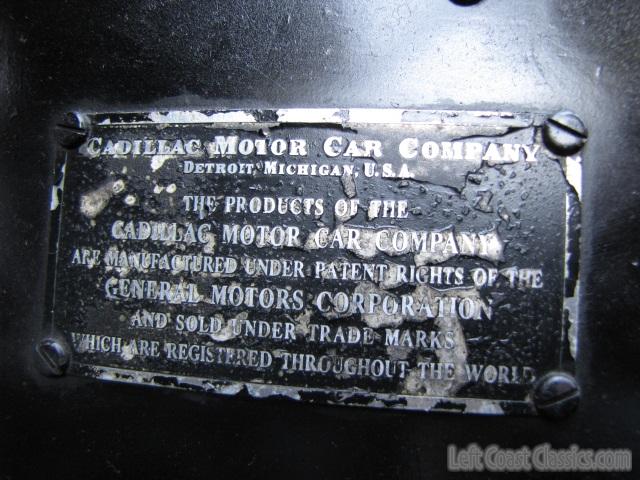 CADILLAC MOTOR CAR COMPANY
DETROIT, MICHIGAN, U.S.A.
THE PRODUCTS OF THE
CADILLAC MOTOR CAR COMPANY
ARE MANUFACTURED UNDER PATENT RIGHTS OF THE
GENERAL MOTORS CORPORATION
AND SOLD UNDER TRADE MARKS
WHICH ARE REGISTERED THROUGHOUT THE WORLD
Left Coast Classics.com